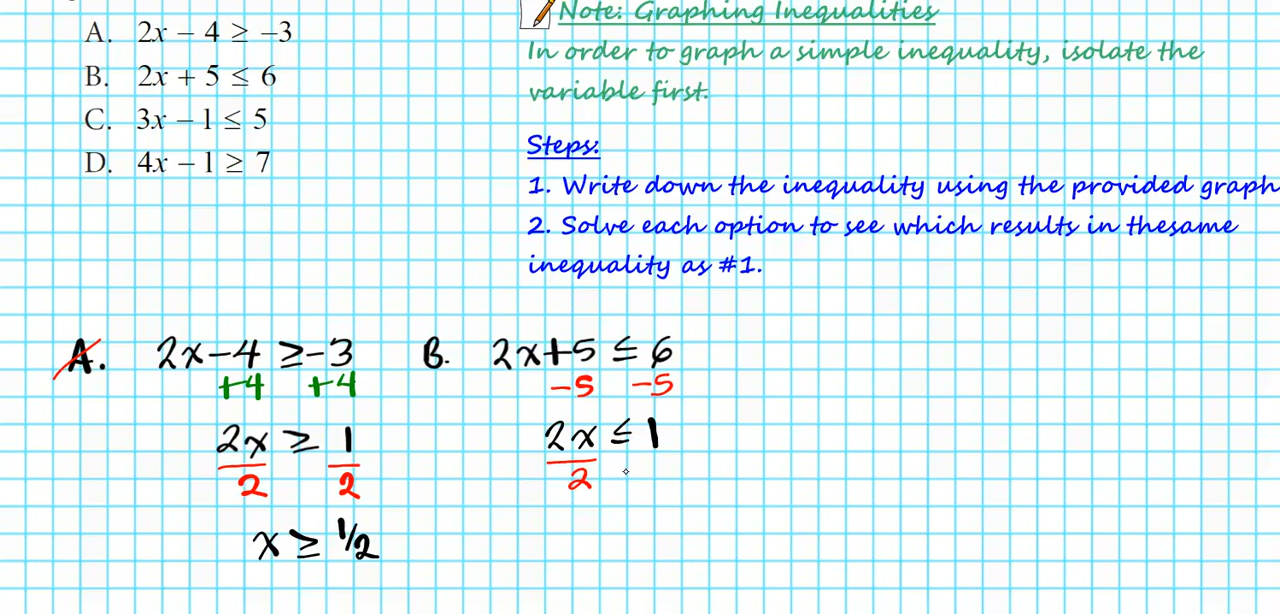 A. 2x − 4 ≥ −3
B. 2x + 5 ≤ 6
C. 3x − 1 ≤ 5
D. 4x − 1 ≥ 7
Note: Graphing Inequalities
In order to graph a simple inequality, isolate the
variable first.
Steps:
1. Write down the inequality using the provided graph
2. Solve each option to see which results in thesame
inequality as #1.
A. 2x−4 ≥ −3
+4 +4
2x ≥ 1
2 2
x ≥ 1/2
B. 2x+5 ≤ 6
−5 −5
2x ≤ 1
2